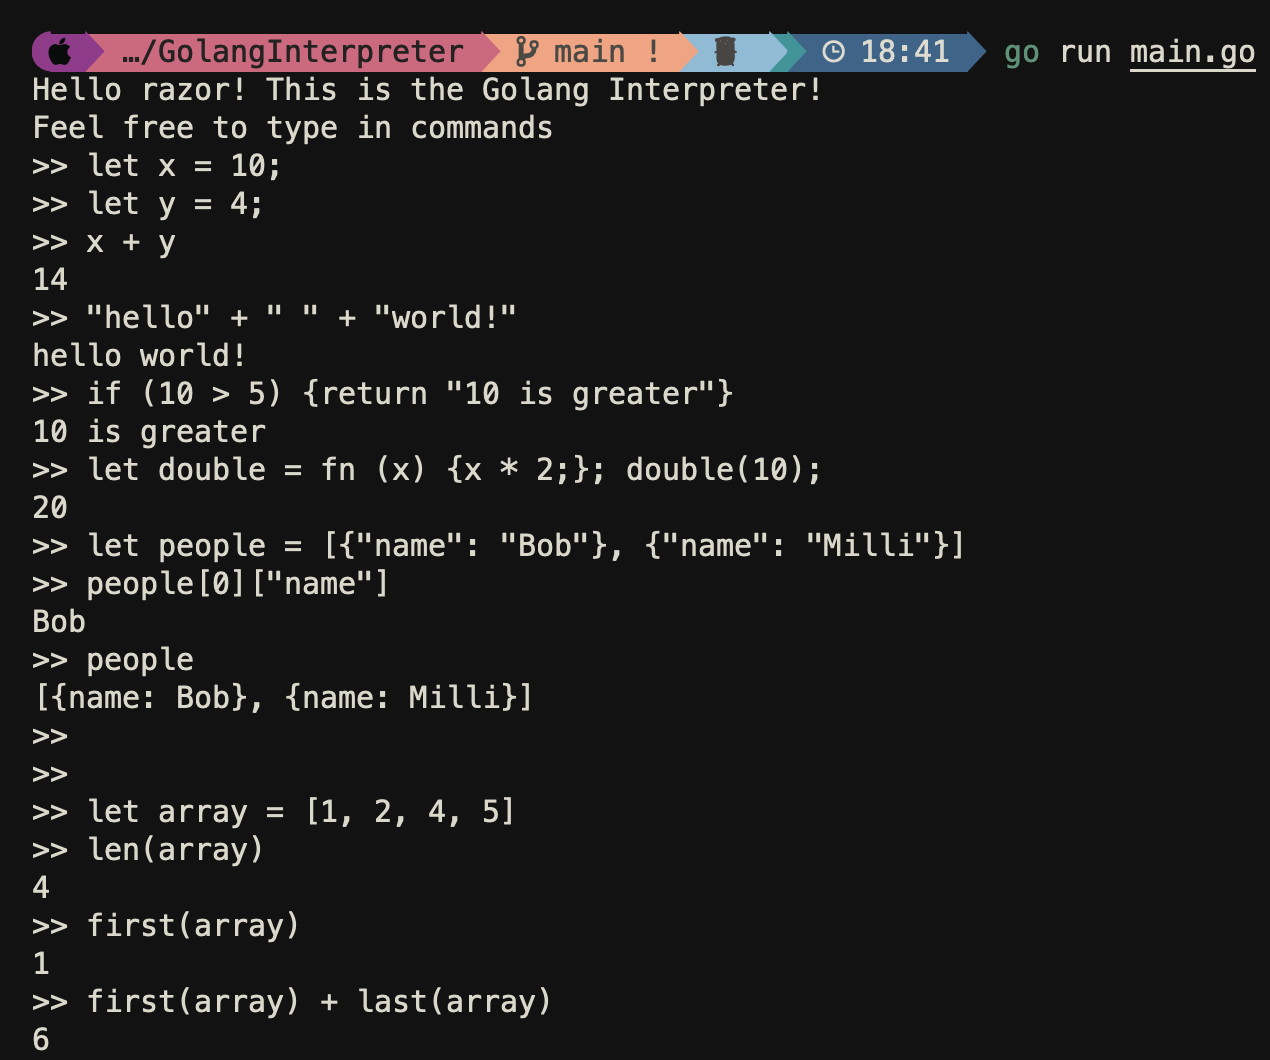 …/GolangInterpreter main ! 18:41 go run main.go
Hello razor! This is the Golang Interpreter!
Feel free to type in commands
>> let x = 10;
>> let y = 4;
>> x + y
14
>> "hello" + " " + "world!"
hello world!
>> if (10 > 5) {return "10 is greater"}
10 is greater
>> let double = fn (x) {x * 2;}; double(10);
20
>> let people = [{"name": "Bob"}, {"name": "Milli"}]
>> people[0]["name"]
Bob
>> people
[{name: Bob}, {name: Milli}]
>>
>>
>> let array = [1, 2, 4, 5]
>> len(array)
4
>> first(array)
1
>> first(array) + last(array)
6